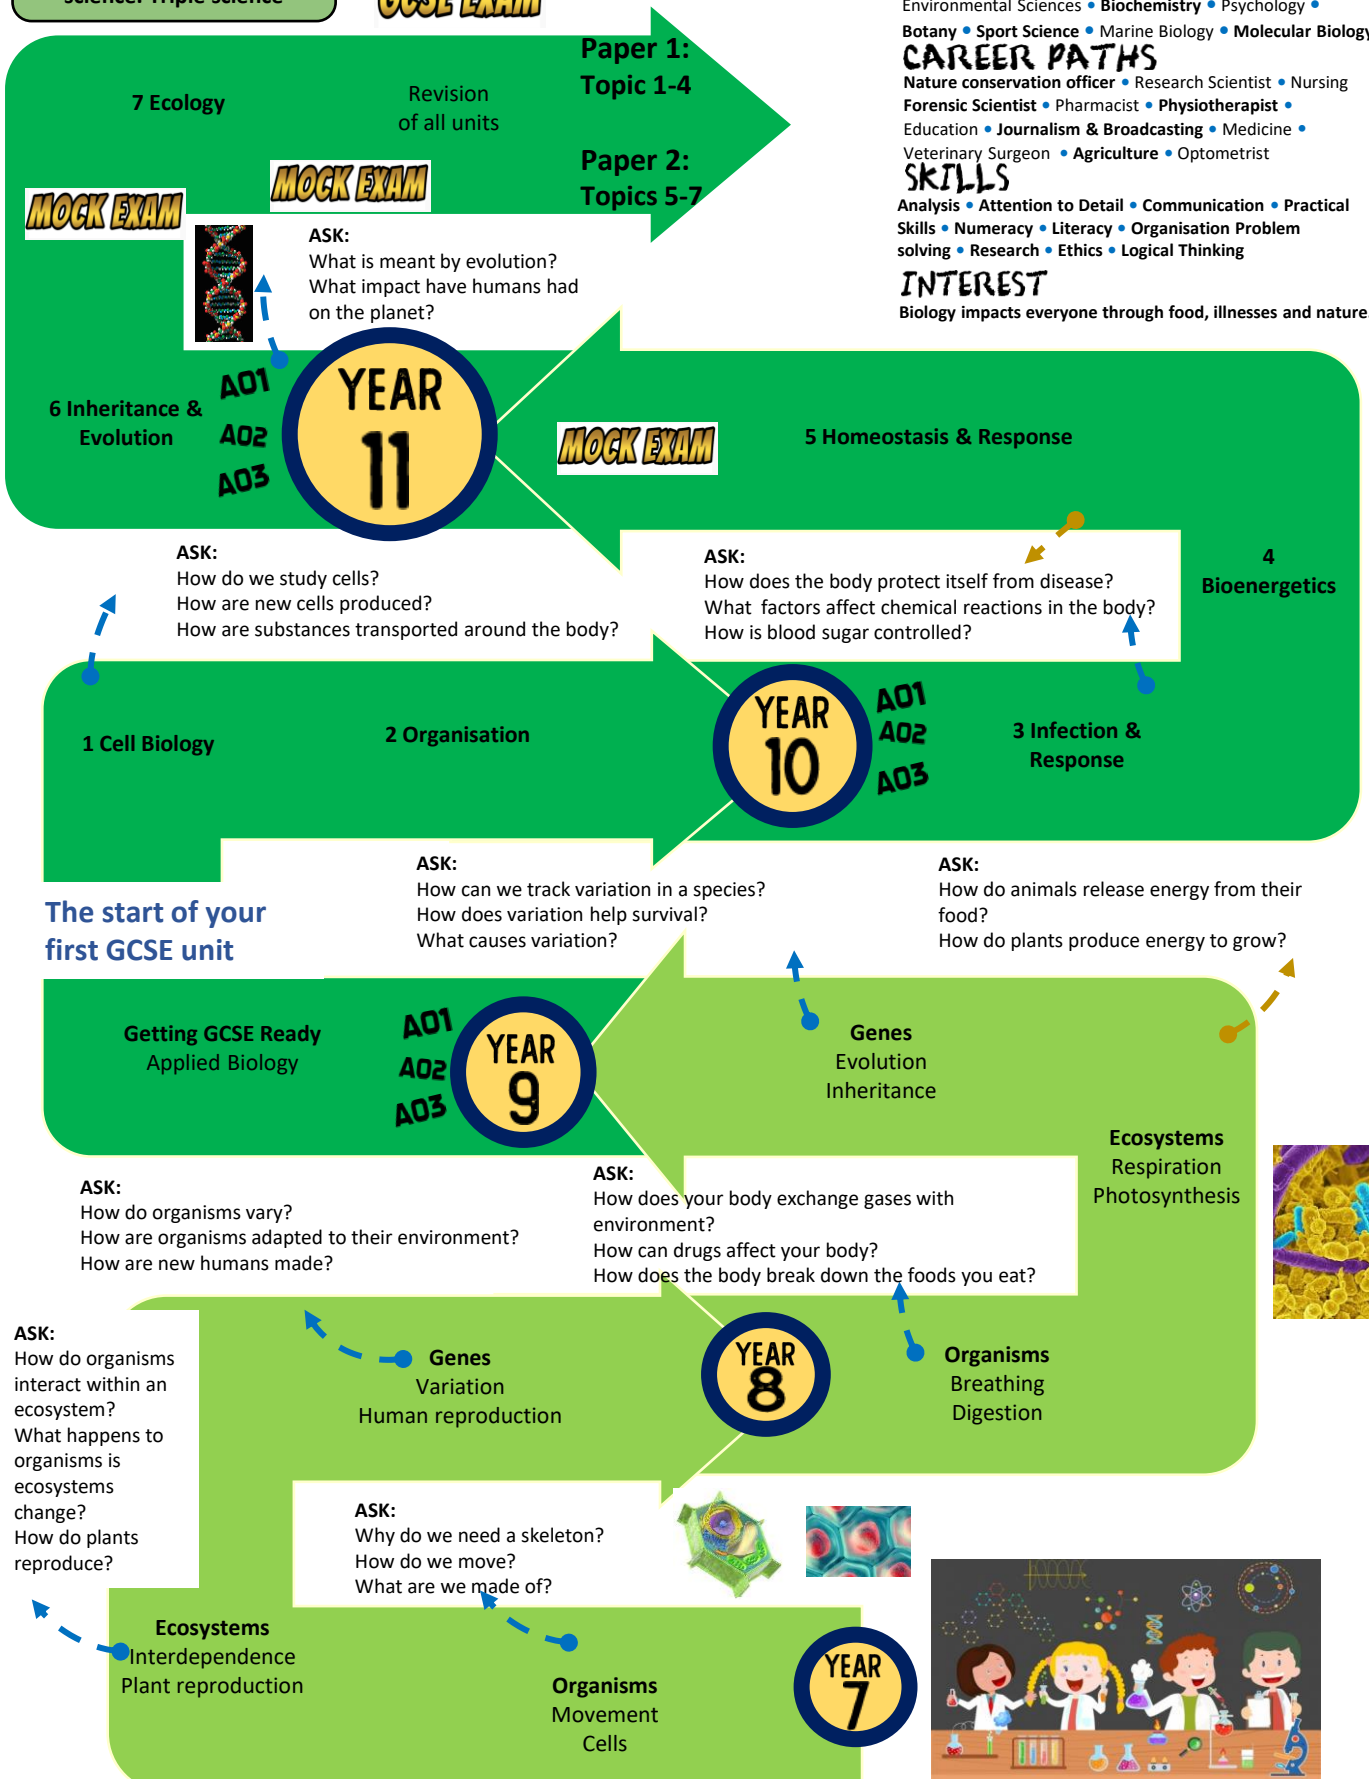 Science: Triple science
GCSE EXAM
Environmental Sciences • Biochemistry • Psychology •
Botany • Sport Science • Marine Biology • Molecular Biology
CAREER PATHS
Nature conservation officer • Research Scientist • Nursing
Forensic Scientist • Pharmacist • Physiotherapist •
Education • Journalism & Broadcasting • Medicine •
Veterinary Surgeon • Agriculture • Optometrist
SKILLS
Analysis • Attention to Detail • Communication • Practical
Skills • Numeracy • Literacy • Organisation Problem
solving • Research • Ethics • Logical Thinking
INTEREST
Biology impacts everyone through food, illnesses and nature.
Paper 1:
Topic 1-4
Paper 2:
Topics 5-7
7 Ecology
Revision
of all units
MOCK EXAM
MOCK EXAM
ASK:
What is meant by evolution?
What impact have humans had
on the planet?
6 Inheritance &
Evolution
AO1
AO2
AO3
YEAR
11
MOCK EXAM
5 Homeostasis & Response
ASK:
How do we study cells?
How are new cells produced?
How are substances transported around the body?
ASK:
How does the body protect itself from disease?
What  factors affect chemical reactions in the body?
How is blood sugar controlled?
4
Bioenergetics
1 Cell Biology
2 Organisation
YEAR
10
AO1
AO2
AO3
3 Infection &
Response
The start of your
first GCSE unit
ASK:
How can we track variation in a species?
How does variation help survival?
What causes variation?
ASK:
How do animals release energy from their
food?
How do plants produce energy to grow?
Getting GCSE Ready
Applied Biology
AO1
AO2
AO3
YEAR
9
Genes
Evolution
Inheritance
Ecosystems
Respiration
Photosynthesis
ASK:
How do organisms vary?
How are organisms adapted to their environment?
How are new humans made?
ASK:
How does your body exchange gases with
environment?
How can drugs affect your body?
How does the body break down the foods you eat?
ASK:
How do organisms
interact within an
ecosystem?
What happens to
organisms is
ecosystems
change?
How do plants
reproduce?
Genes
Variation
Human reproduction
YEAR
8
Organisms
Breathing
Digestion
ASK:
Why do we need a skeleton?
How do we move?
What are we made of?
Ecosystems
Interdependence
Plant reproduction
Organisms
Movement
Cells
YEAR
7